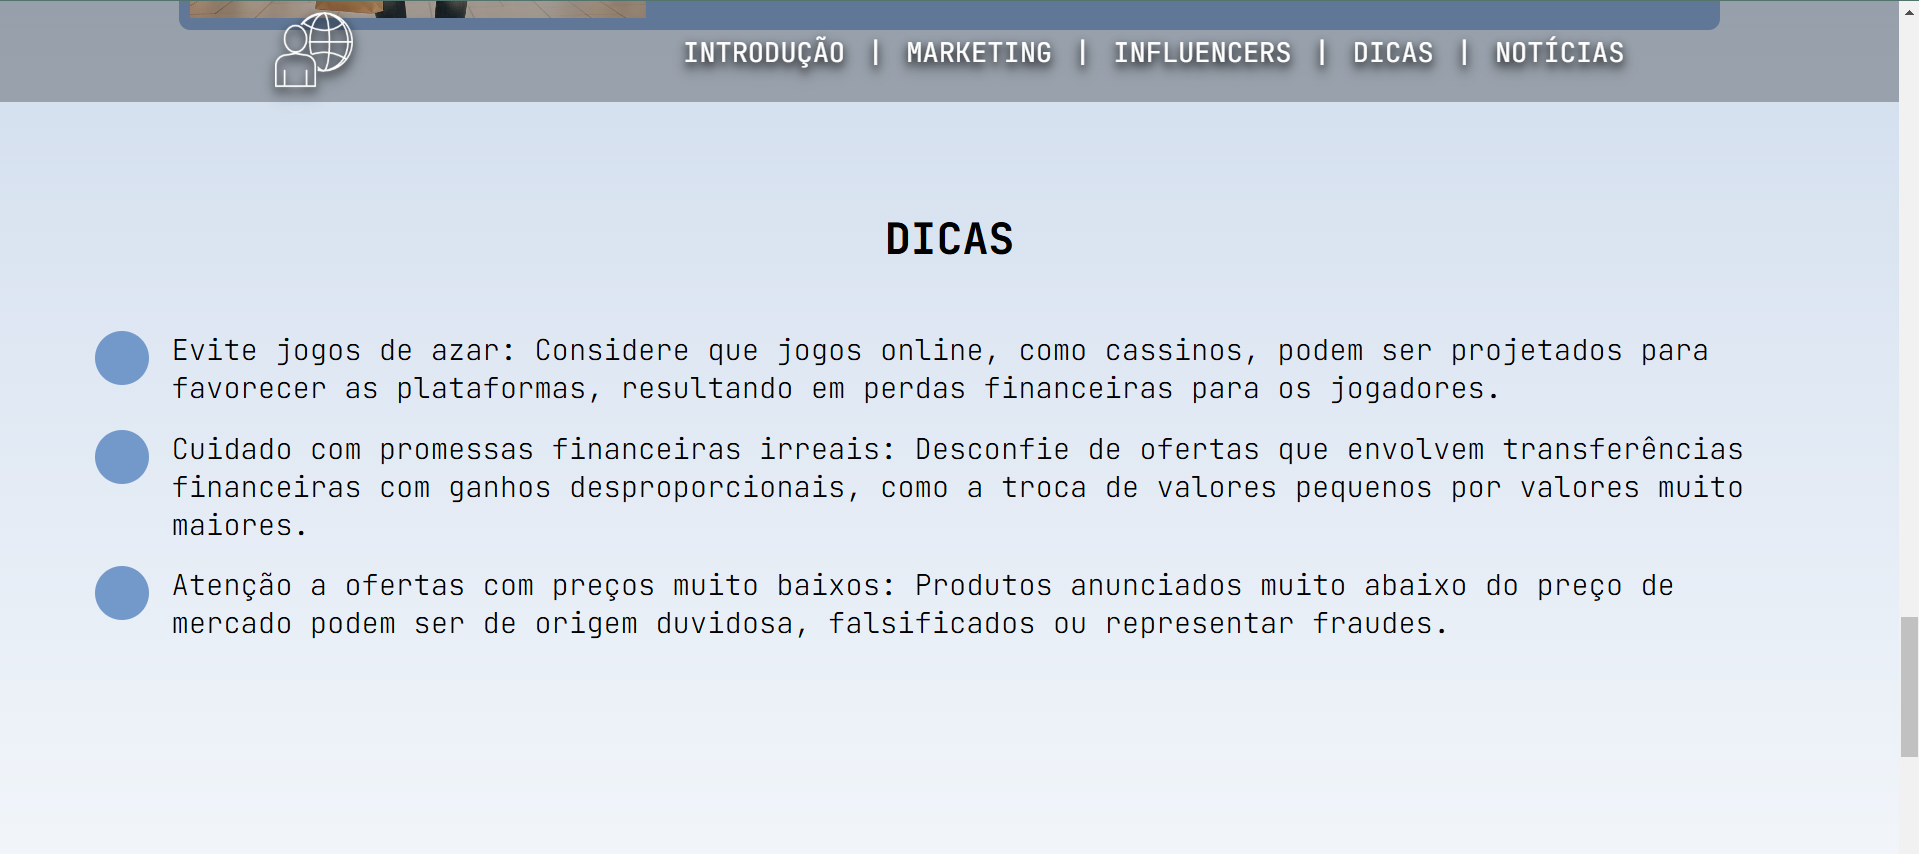 INTRODUÇÃO | MARKETING | INFLUENCERS | DICAS | NOTÍCIAS
DICAS
Evite jogos de azar: Considere que jogos online, como cassinos, podem ser projetados para
favorecer as plataformas, resultando em perdas financeiras para os jogadores.
Cuidado com promessas financeiras irreais: Desconfie de ofertas que envolvem transferências
financeiras com ganhos desproporcionais, como a troca de valores pequenos por valores muito
maiores.
Atenção a ofertas com preços muito baixos: Produtos anunciados muito abaixo do preço de
mercado podem ser de origem duvidosa, falsificados ou representar fraudes.